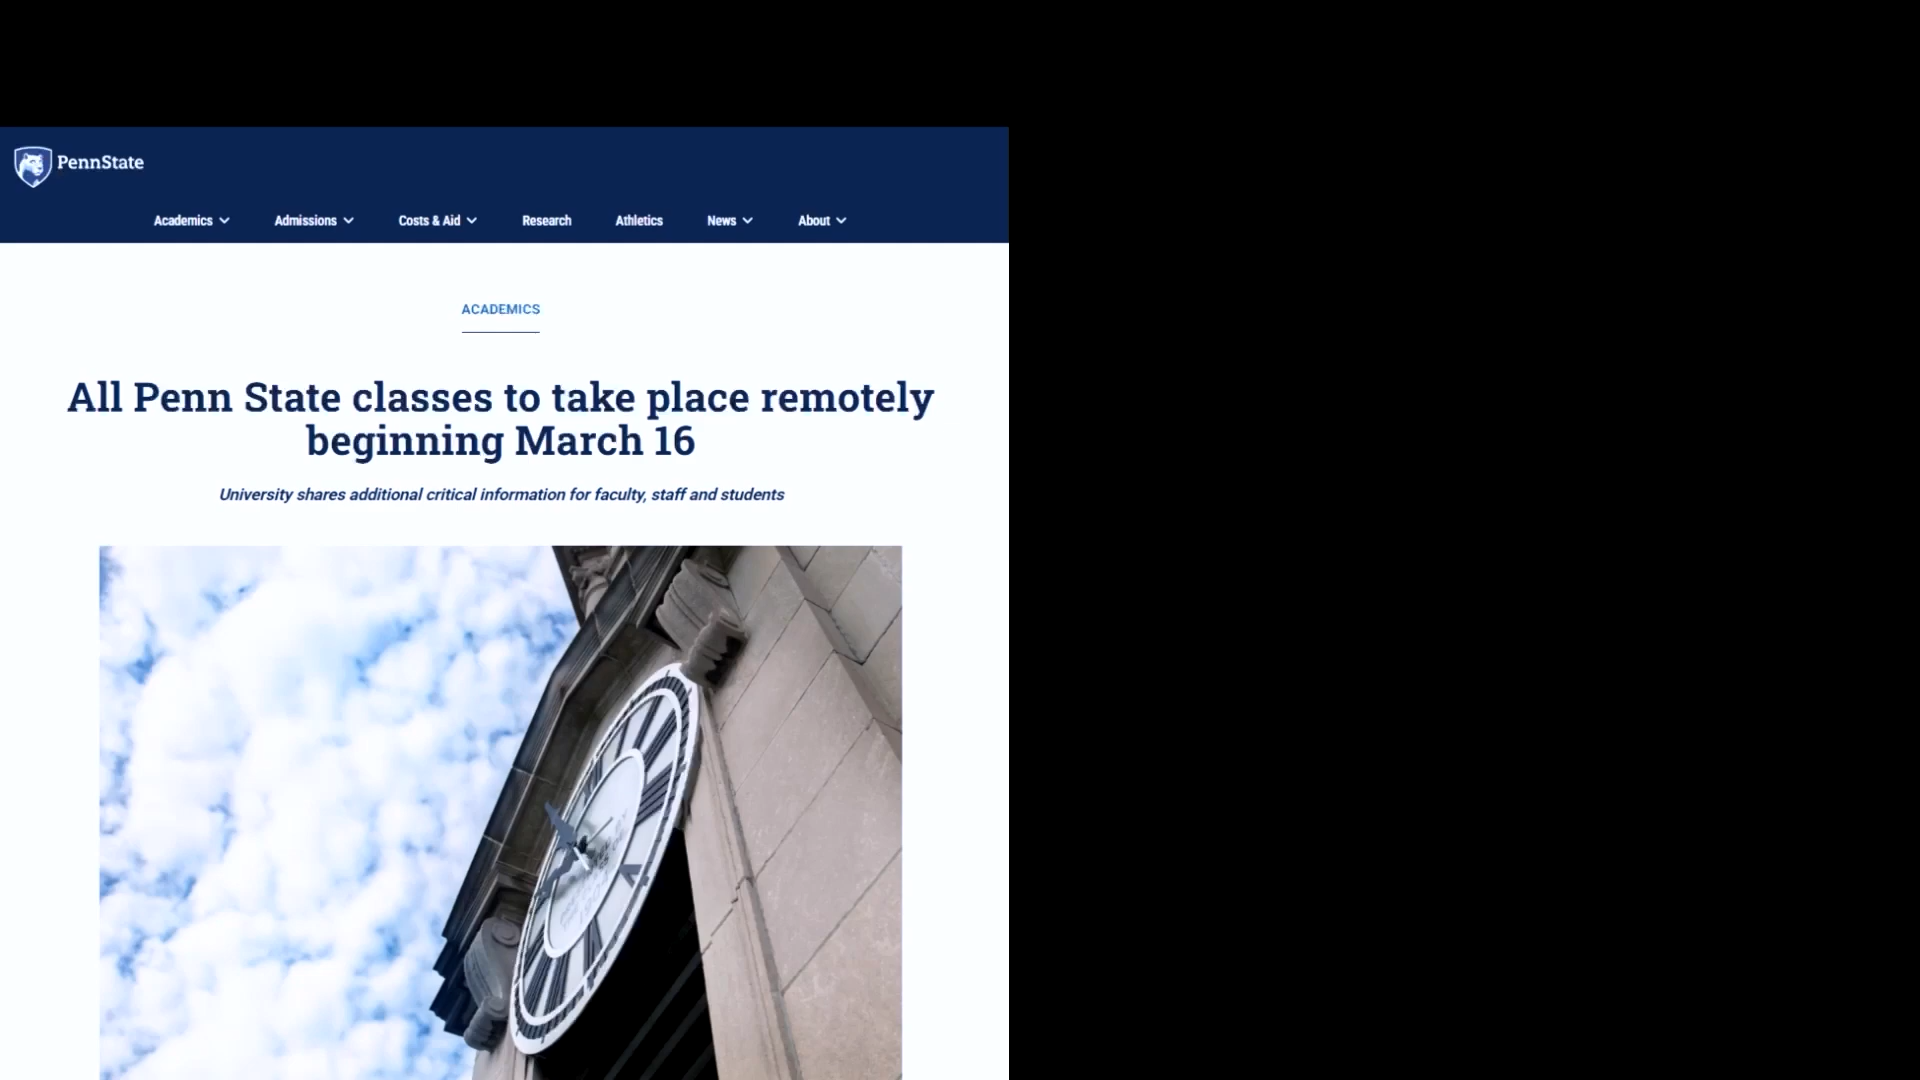 PennState
Academics Admissions Costs & Aid Research Athletics News About
ACADEMICS
All Penn State classes to take place remotely
beginning March 16
University shares additional critical information for faculty, staff and students